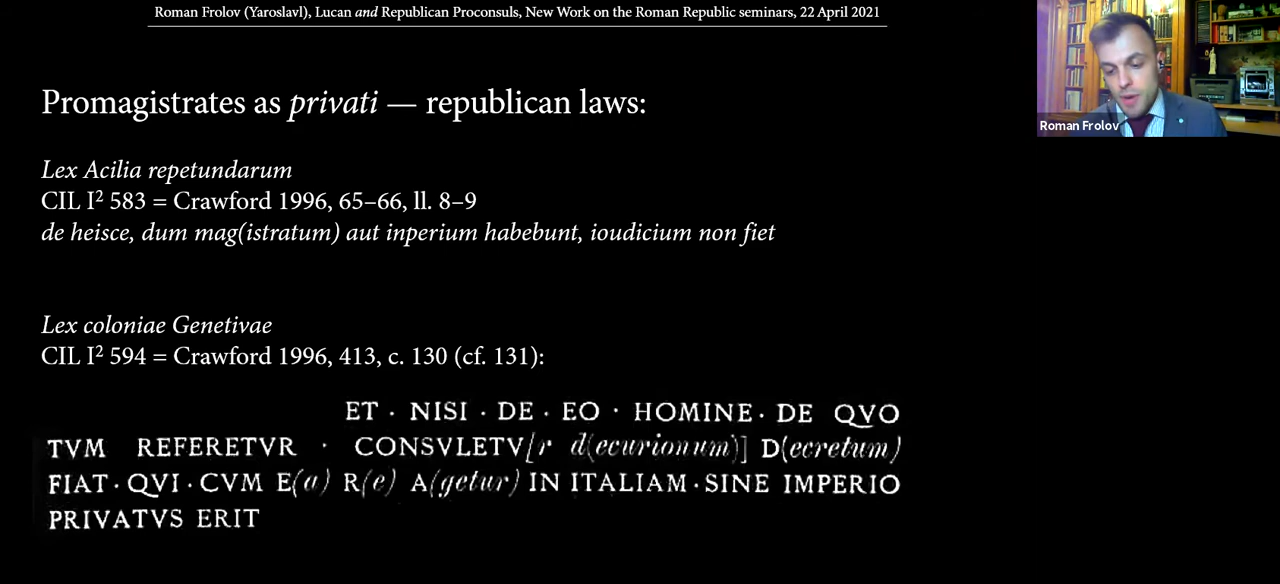 Roman Frolov (Yaroslavl), Lucan and Republican Proconsuls, New Work on the Roman Republic seminars, 22 April 2021
Promagistrates as privati — republican laws:
Roman Frolov
Lex Acilia repetundarum
CIL I² 583 = Crawford 1996, 65–66, ll. 8–9
de heisce, dum mag(istratum) aut inperium habebunt, ioudicium non fiet
Lex coloniae Genetivae
CIL I² 594 = Crawford 1996, 413, c. 130 (cf. 131):
ET · NISI · DE · EO · HOMINE · DE QVO
TVM REFERETVR · CONSVLETV[r d(ecurionum)] D(ecretum)
FIAT · QVI · CVM E(a) R(e) A(getur) IN ITALIAM · SINE IMPERIO
PRIVATVS ERIT